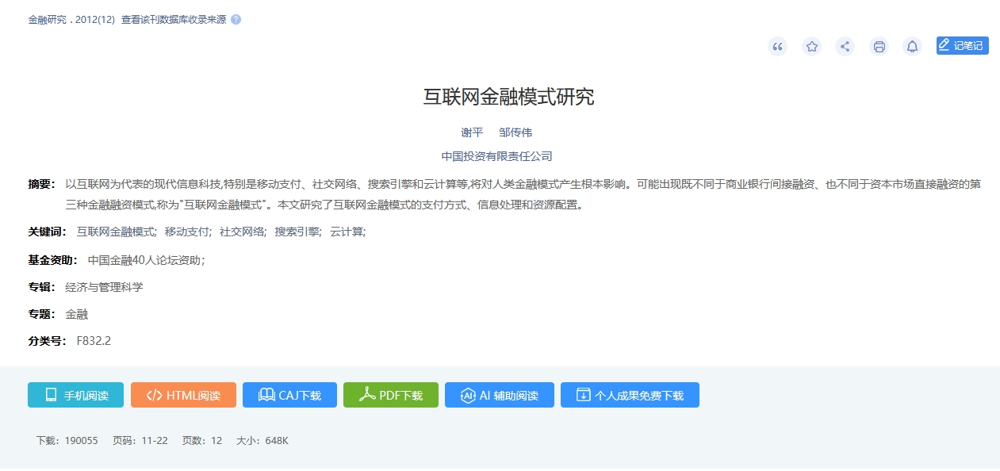 金融研究 . 2012(12) 查看该刊数据库收录来源 ?
记笔记
互联网金融模式研究
谢平 邹传伟
中国投资有限责任公司
摘要： 以互联网为代表的现代信息科技,特别是移动支付、社交网络、搜索引擎和云计算等,将对人类金融模式产生根本影响。可能出现既不同于商业银行间接融资、也不同于资本市场直接融资的第
三种金融融资模式,称为"互联网金融模式"。本文研究了互联网金融模式的支付方式、信息处理和资源配置。
关键词： 互联网金融模式; 移动支付; 社交网络; 搜索引擎; 云计算;
基金资助： 中国金融40人论坛资助；
专辑： 经济与管理科学
专题： 金融
分类号： F832.2
手机阅读 </> HTML阅读 CAJ下载 PDF下载 AI AI 辅助阅读 个人成果免费下载
下载：190055 页码：11-22 页数：12 大小：648K